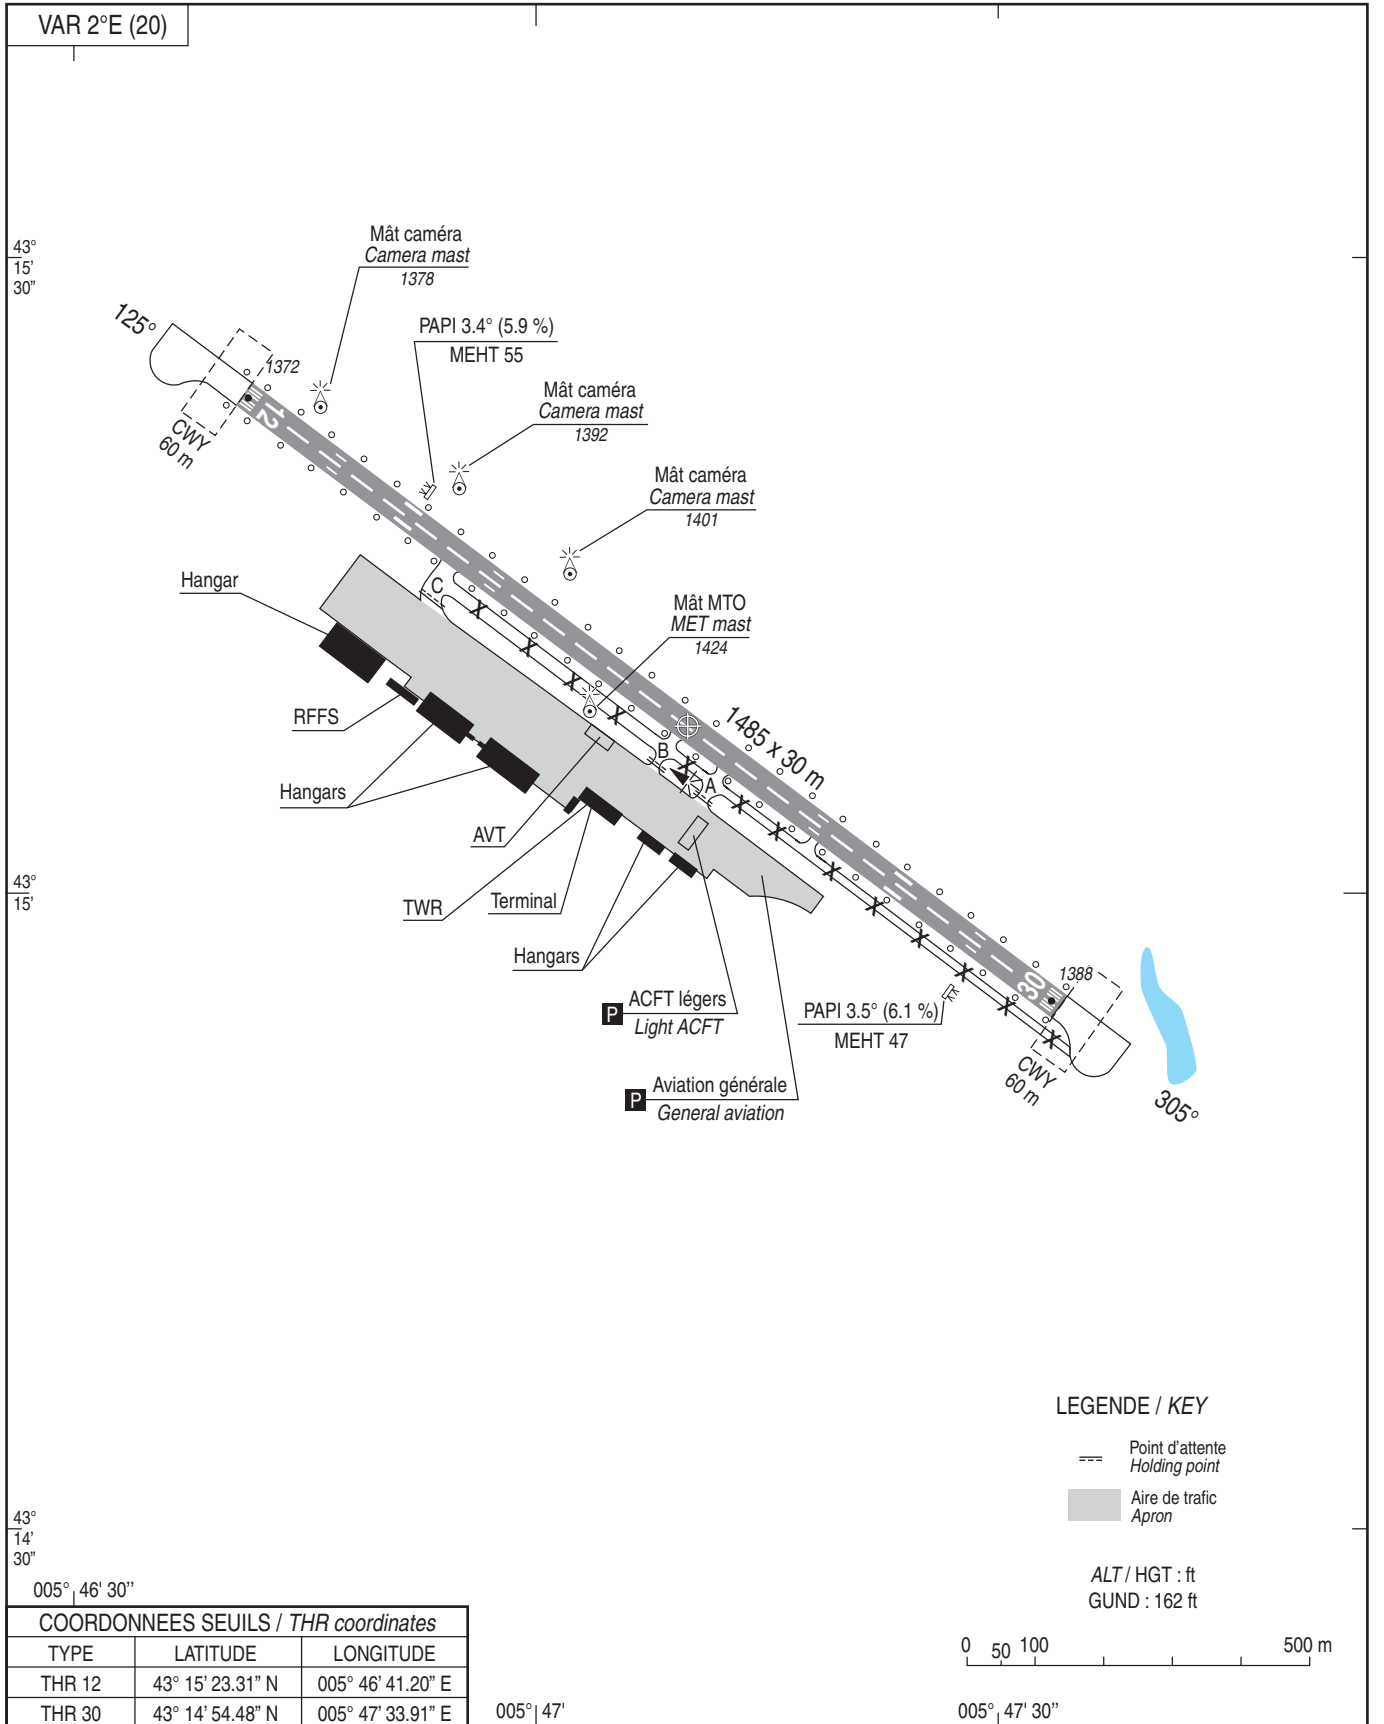 VAR 2°E (20)
43°
15'
30"
Mât caméra
Camera mast
1378
125°
PAPI 3.4° (5.9 %)
MEHT 55
1372
Mât caméra
Camera mast
1392
12
CWY
60 m
Mât caméra
Camera mast
1401
Hangar
C
Mât MTO
MET mast
1424
RFFS
1485 x 30 m
B
A
Hangars
AVT
43°
15'
TWR
Terminal
Hangars
30
1388
P
ACFT légers
Light ACFT
PAPI 3.5° (6.1 %)
MEHT 47
CWY
60 m
P
Aviation générale
General aviation
305°
LEGENDE / KEY
Point d'attente
Holding point
Aire de trafic
Apron
43°
14'
30"
ALT / HGT : ft
GUND : 162 ft
005° 46' 30''
COORDONNEES SEUILS / THR coordinates
TYPE LATITUDE LONGITUDE
THR 12 43° 15' 23.31" N 005° 46' 41.20" E
THR 30 43° 14' 54.48" N 005° 47' 33.91" E
0 50 100 500 m
005° 47'
005° 47' 30''